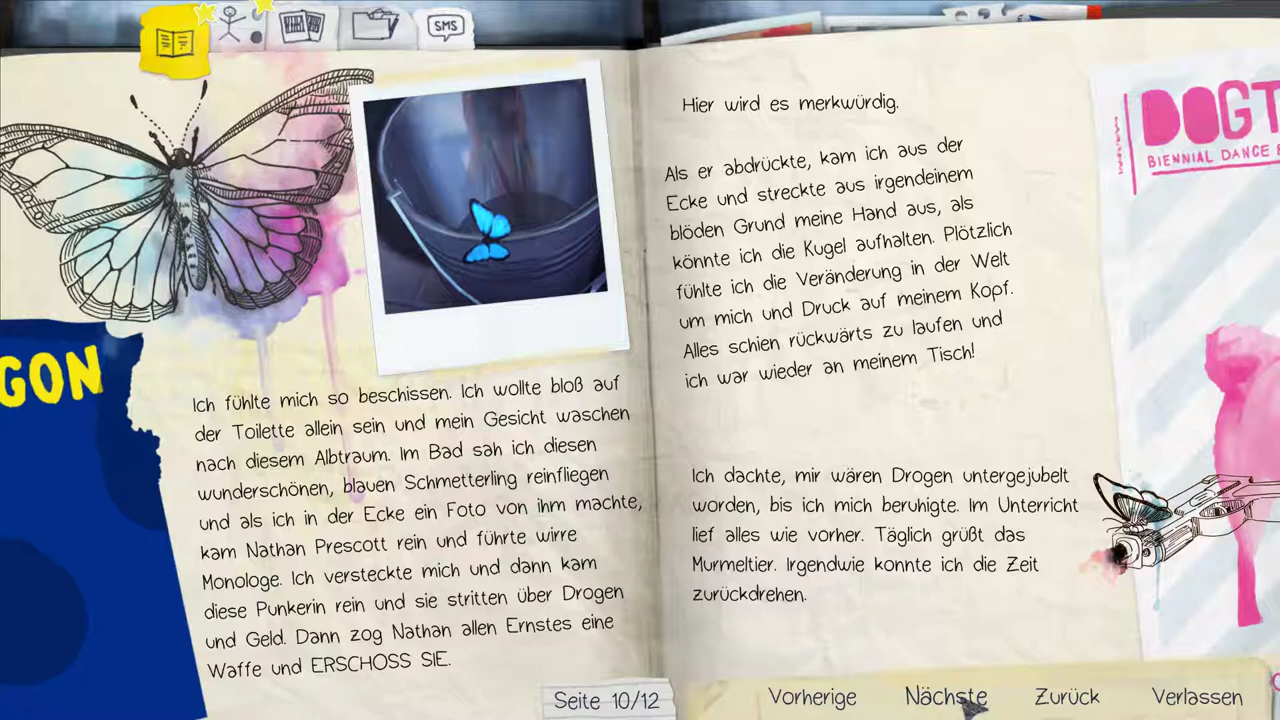 SMS
GON
Ich fühlte mich so beschissen. Ich wollte bloß auf
der Toilette allein sein und mein Gesicht waschen
nach diesem Albtraum. Im Bad sah ich diesen
wunderschönen, blauen Schmetterling reinfliegen
und als ich in der Ecke ein Foto von ihm machte,
kam Nathan Prescott rein und führte wirre
Monologe. Ich versteckte mich und dann kam
diese Punkerin rein und sie stritten über Drogen
und Geld. Dann zog Nathan allen Ernstes eine
Waffe und ERSCHOSS SIE.
Hier wird es merkwürdig.
Als er abdrückte, kam ich aus der
Ecke und streckte aus irgendeinem
blöden Grund meine Hand aus, als
könnte ich die Kugel aufhalten. Plötzlich
fühlte ich die Veränderung in der Welt
um mich und Druck auf meinem Kopf.
Alles schien rückwärts zu laufen und
ich war wieder an meinem Tisch!
Ich dachte, mir wären Drogen untergejubelt
worden, bis ich mich beruhigte. Im Unterricht
lief alles wie vorher. Täglich grüßt das
Murmeltier. Irgendwie konnte ich die Zeit
zurückdrehen.
DOGT
BIENNIAL DANCE
Seite 10/12
Vorherige
Nächste
Zurück
Verlassen